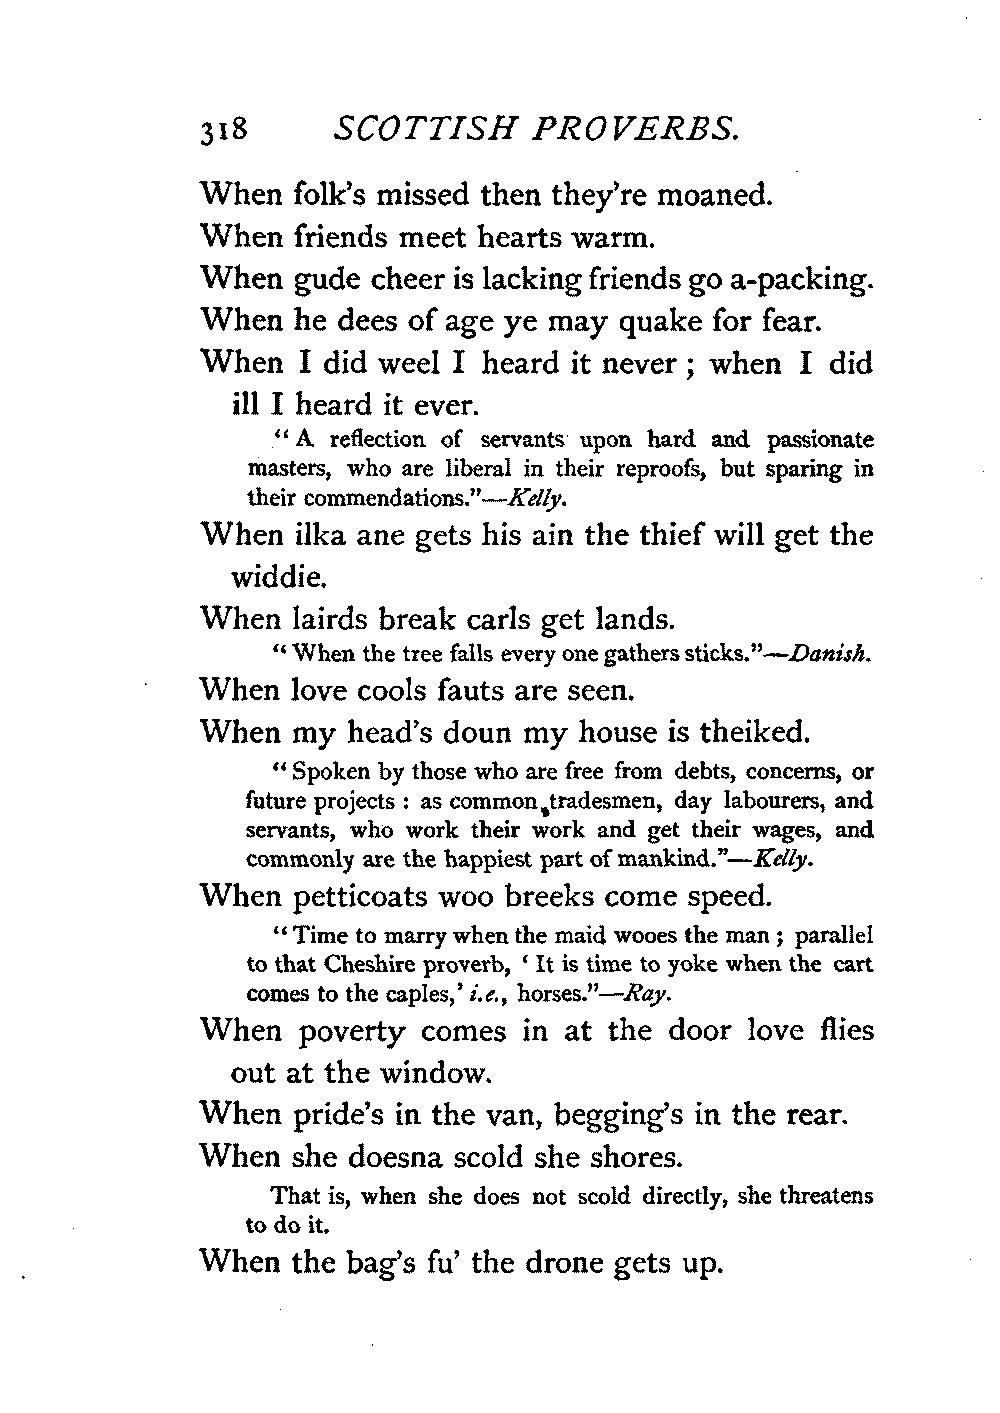 318 SCOTTISH PROVERBS.
When folk's missed then they're moaned.
When friends meet hearts warm.
When gude cheer is lacking friends go a-packing.
When he dees of age ye may quake for fear.
When I did weel I heard it never ; when I did
ill I heard it ever.
"A reflection of servants upon hard and passionate
masters, who are liberal in their reproofs, but sparing in
their commendations."—Kelly.
When ilka ane gets his ain the thief will get the
widdie.
When lairds break carls get lands.
"When the tree falls every one gathers sticks."—Danish.
When love cools fauts are seen.
When my head's doun my house is theiked.
"Spoken by those who are free from debts, concerns, or
future projects : as common tradesmen, day labourers, and
servants, who work their work and get their wages, and
commonly are the happiest part of mankind."—Kelly.
When petticoats woo breeks come speed.
"Time to marry when the maid wooes the man ; parallel
to that Cheshire proverb, ' It is time to yoke when the cart
comes to the caples,' i.e., horses."—Ray.
When poverty comes in at the door love flies
out at the window.
When pride's in the van, begging's in the rear.
When she doesna scold she shores.
That is, when she does not scold directly, she threatens
to do it.
When the bag's fu' the drone gets up.